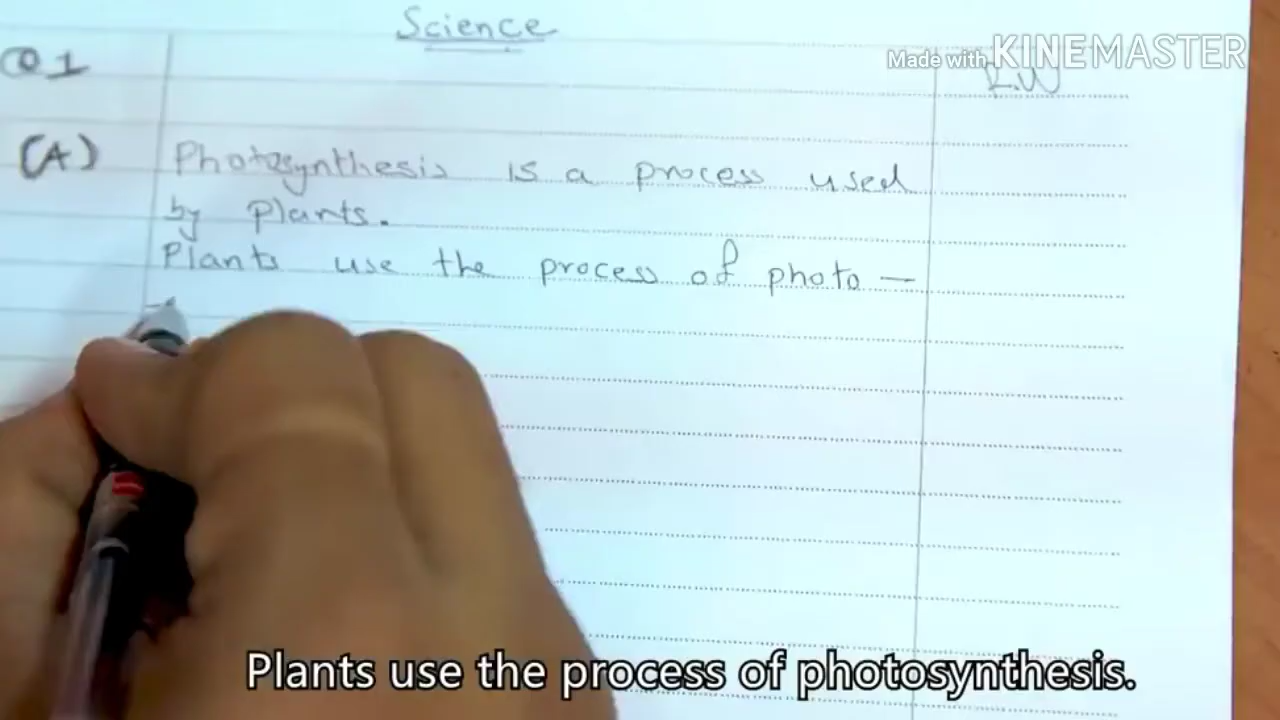 Science
Made with KINEMASTER
Q1
R.W
(A) Photosynthesis is a process used
by plants.
Plants use the process of photo —
Plants use the process of photosynthesis.